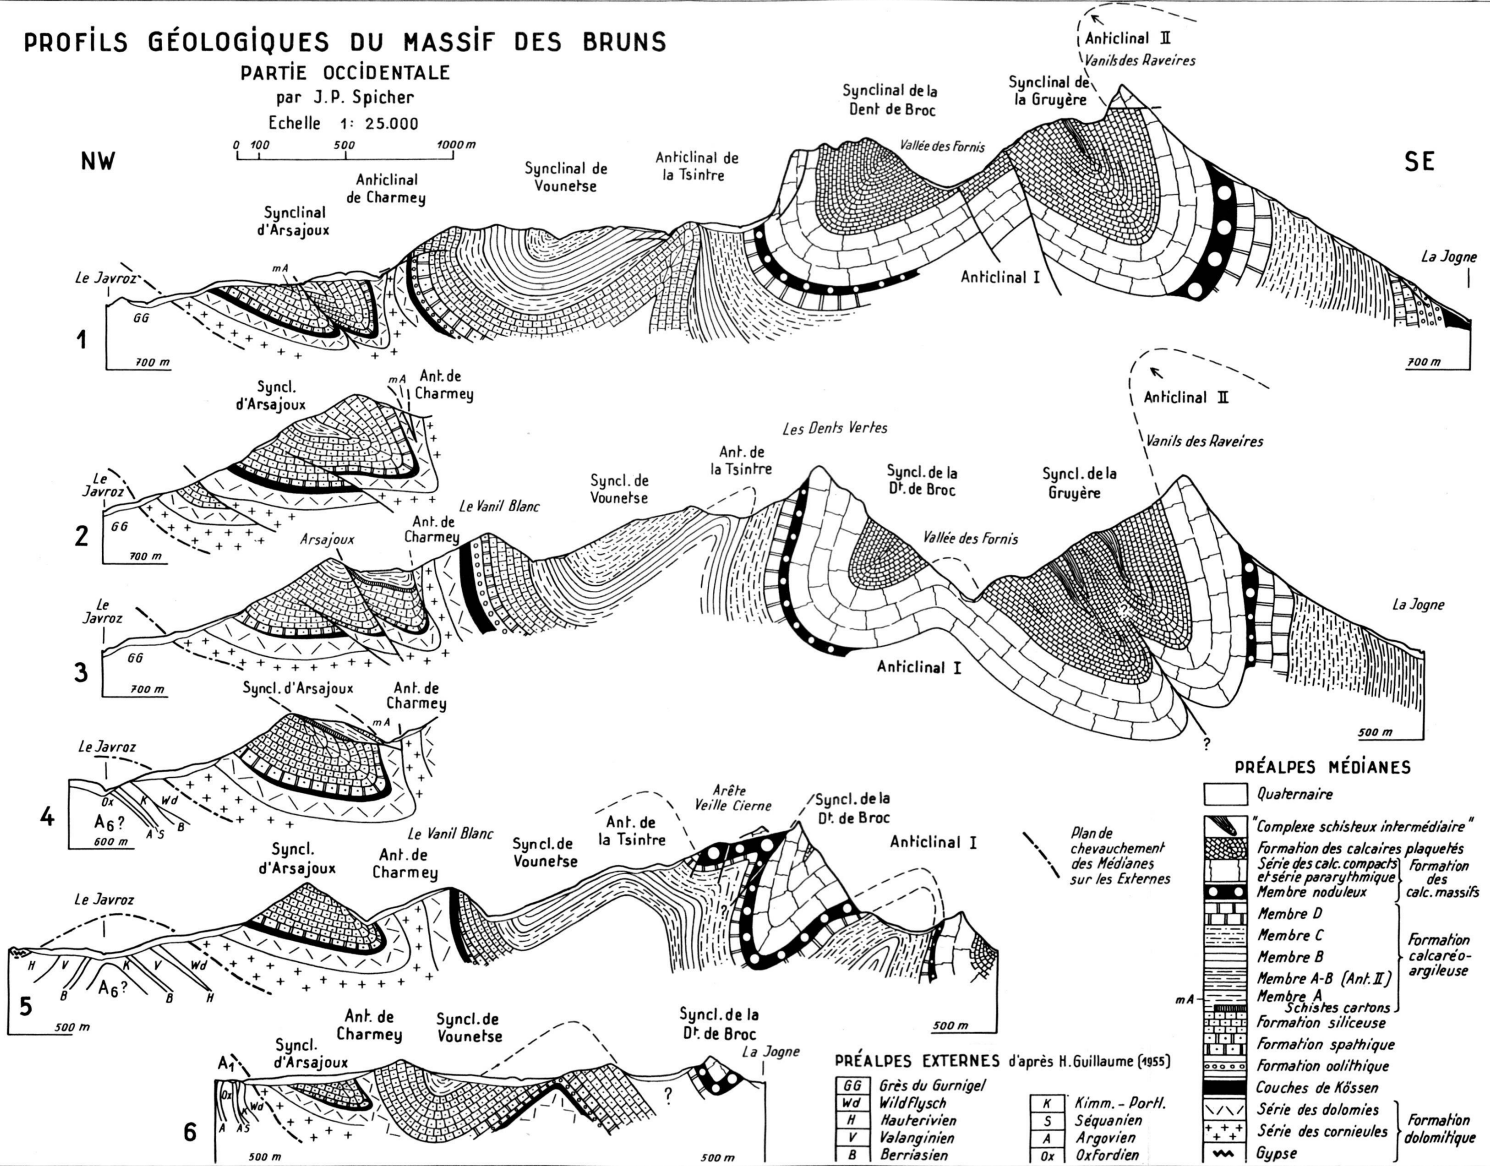 PROFILS GÉOLOGIQUES DU MASSIF DES BRUNS
PARTIE OCCIDENTALE
par J.P. Spicher
Echelle 1: 25.000
0 100 500 1000 m
NW
SE
Synclinal
d'Arsajoux
Anticlinal
de Charmey
Synclinal de
Vounetse
Anticlinal de
la Tsintre
Synclinal de la
Dent de Broc
Vallée des Fornis
Synclinal de
la Gruyère
Anticlinal II
Vanils des Raveires
Anticlinal I
La Jogne
Le Javroz
mA
GG
1
700 m
700 m
Syncl.
d'Arsajoux
mA
Ant. de
Charmey
Le
Javroz
GG
2
700 m
Anticlinal II
Vanils des Raveires
Les Dents Vertes
Ant. de
la Tsintre
Syncl. de
Vounetse
Le Vanil Blanc
Ant. de
Charmey
Arsajoux
Syncl. de la
Dt. de Broc
Vallée des Fornis
Syncl. de la
Gruyère
La Jogne
Le
Javroz
GG
3
700 m
Anticlinal I
?
?
500 m
Syncl. d'Arsajoux
Ant. de
Charmey
mA
Le Javroz
Ox K Wd
A6?
A S B
4
600 m
Arête
Veille Cierne
Syncl. de la
Dt. de Broc
Anticlinal I
Ant. de
la Tsintre
Syncl. de
Vounetse
Le Vanil Blanc
Ant. de
Charmey
Syncl.
d'Arsajoux
Le Javroz
H V K V Wd
B A6? B H
?
5
500 m
500 m
Plan de
chevauchement
des Médianes
sur les Externes
Ant. de
Charmey
Syncl. de
Vounetse
Syncl. de la
Dt. de Broc
La Jogne
Syncl.
d'Arsajoux
A1
Ox Wd
A A S
?
6
500 m
500 m
PRÉALPES EXTERNES d'après H. Guillaume (1955)
GG Grès du Gurnigel
Wd Wildflysch
H Hauterivien
V Valanginien
B Berriasien
K Kimm. - Portl.
S Séquanien
A Argovien
Ox Oxfordien
PRÉALPES MÉDIANES
Quaternaire
"Complexe schisteux intermédiaire"
Formation des calcaires plaquetés
Série des calc. compacts
et série pararythmique
Membre noduleux
Formation
des
calc. massifs
Membre D
Membre C
Membre B
Membre A-B (Ant. II)
mA Membre A
Schistes cartons
Formation
calcaréo-
argileuse
Formation siliceuse
Formation spathique
Formation oolithique
Couches de Kössen
Série des dolomies
Série des cornieules
Gypse
Formation
dolomitique